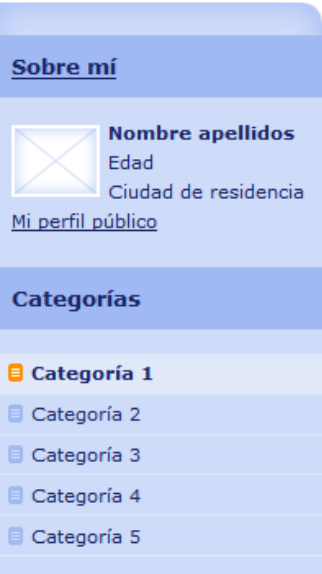 Sobre mí
Nombre apellidos
Edad
Ciudad de residencia
Mi perfil público
Categorías
Categoría 1
Categoría 2
Categoría 3
Categoría 4
Categoría 5